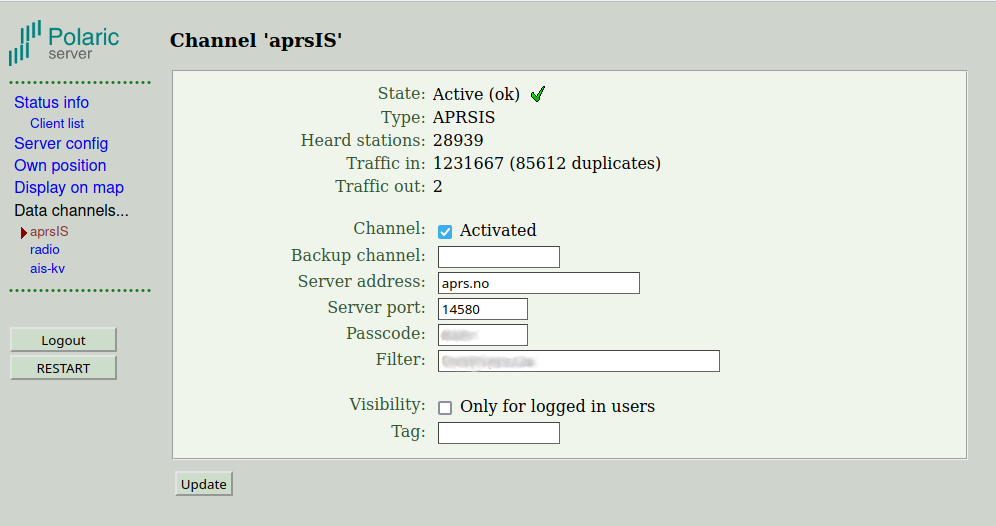 Polaric
server
Status info
Client list
Server config
Own position
Display on map
Data channels...
aprsIS
radio
ais-kv
Logout
RESTART
Channel 'aprsIS'
State: Active (ok)
Type: APRSIS
Heard stations: 28939
Traffic in: 1231667 (85612 duplicates)
Traffic out: 2
Channel: Activated
Backup channel:
Server address: aprs.no
Server port: 14580
Passcode:
Filter:
Visibility: Only for logged in users
Tag:
Update